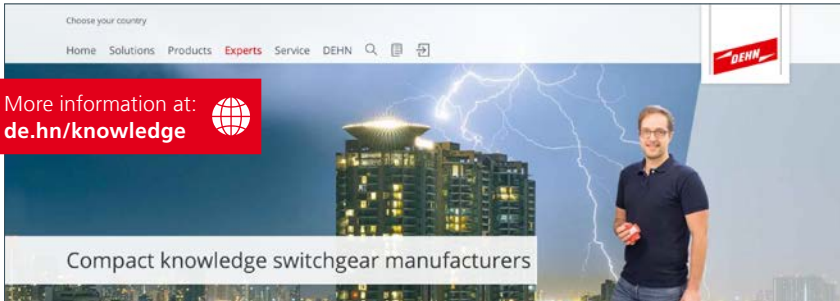 Choose your country
Home Solutions Products Experts Service DEHN
DEHN
More information at:
de.hn/knowledge
Compact knowledge switchgear manufacturers